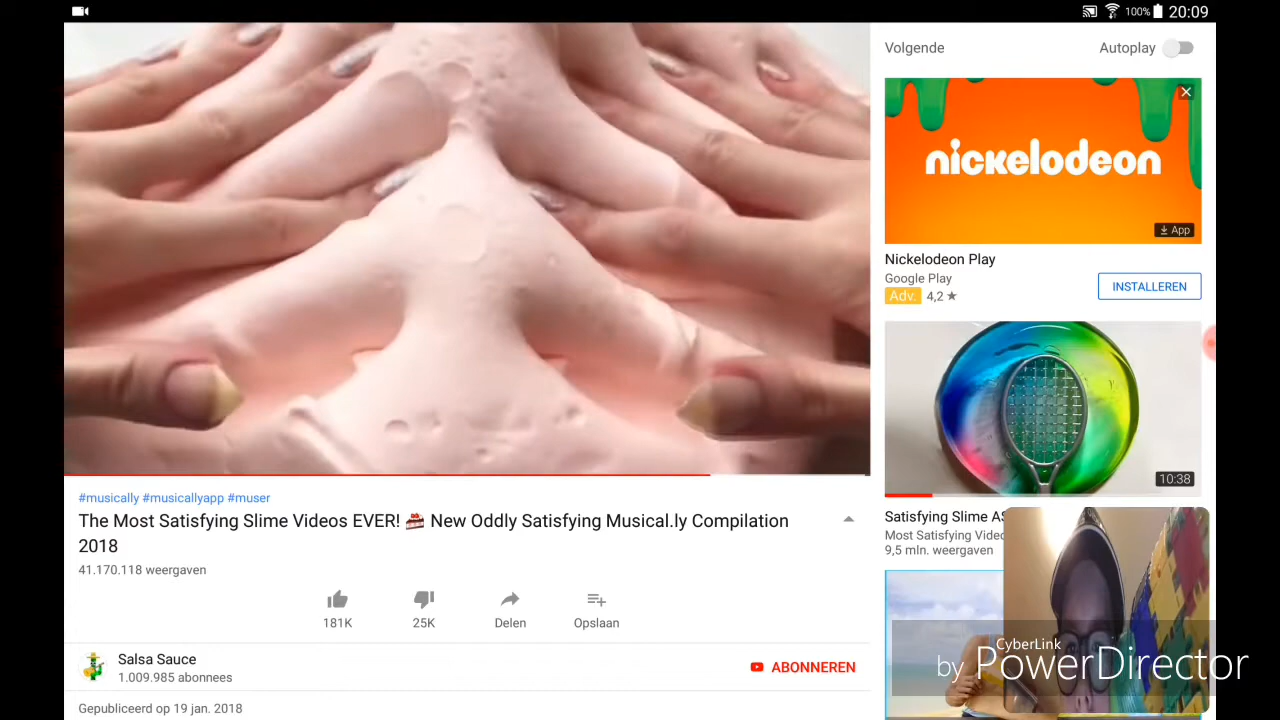 100% 20:09
Volgende
Autoplay
nickelodeon
App
Nickelodeon Play
Google Play
Adv. 4,2 ★
INSTALLEREN
10:38
#musically #musicallyapp #muser
The Most Satisfying Slime Videos EVER! 🍰 New Oddly Satisfying Musical.ly Compilation
2018
41.170.118 weergaven
181K
25K
Delen
Opslaan
Salsa Sauce
1.009.985 abonnees
ABONNEREN
Gepubliceerd op 19 jan. 2018
Satisfying Slime
Most Satisfying
9,5 mln. weergaven
CyberLink
by PowerDirector